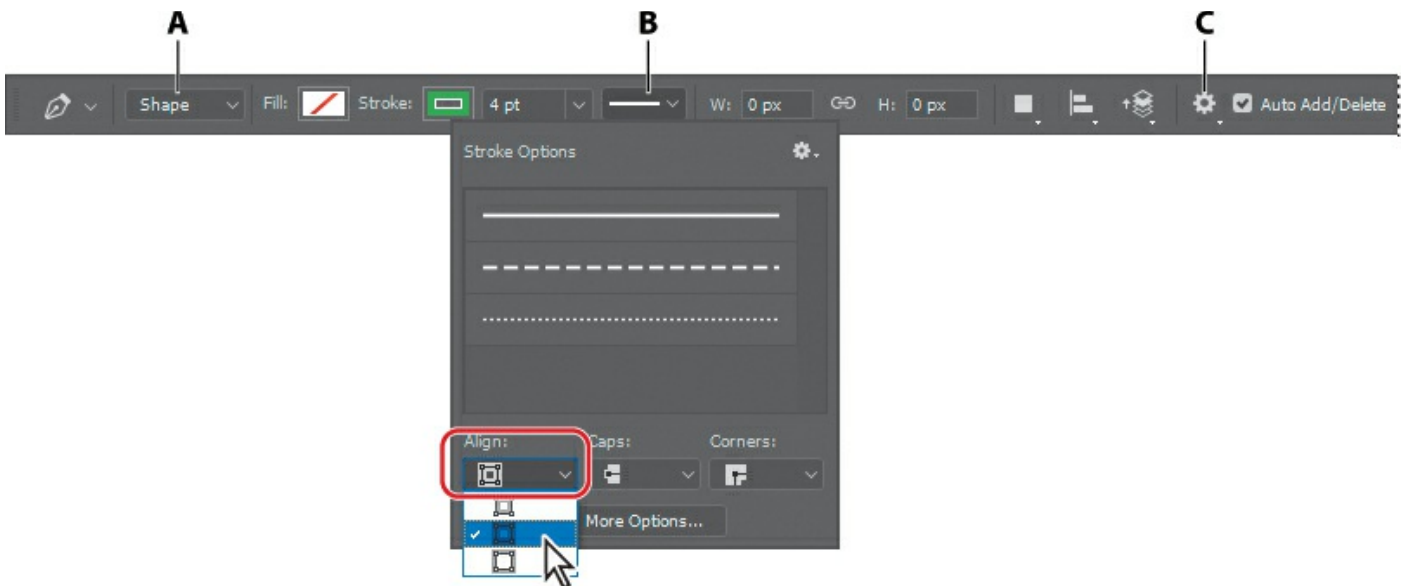 A B C
Shape Fill: Stroke: 4 pt W: 0 px H: 0 px Auto Add/Delete
Stroke Options
Align: Caps: Corners:
More Options...